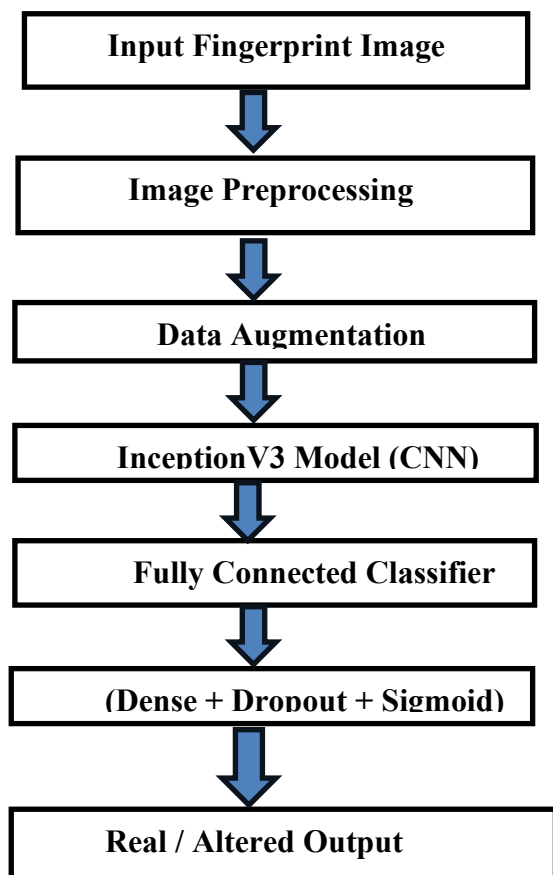 Input Fingerprint Image
Image Preprocessing
Data Augmentation
InceptionV3 Model (CNN)
Fully Connected Classifier
(Dense + Dropout + Sigmoid)
Real / Altered Output